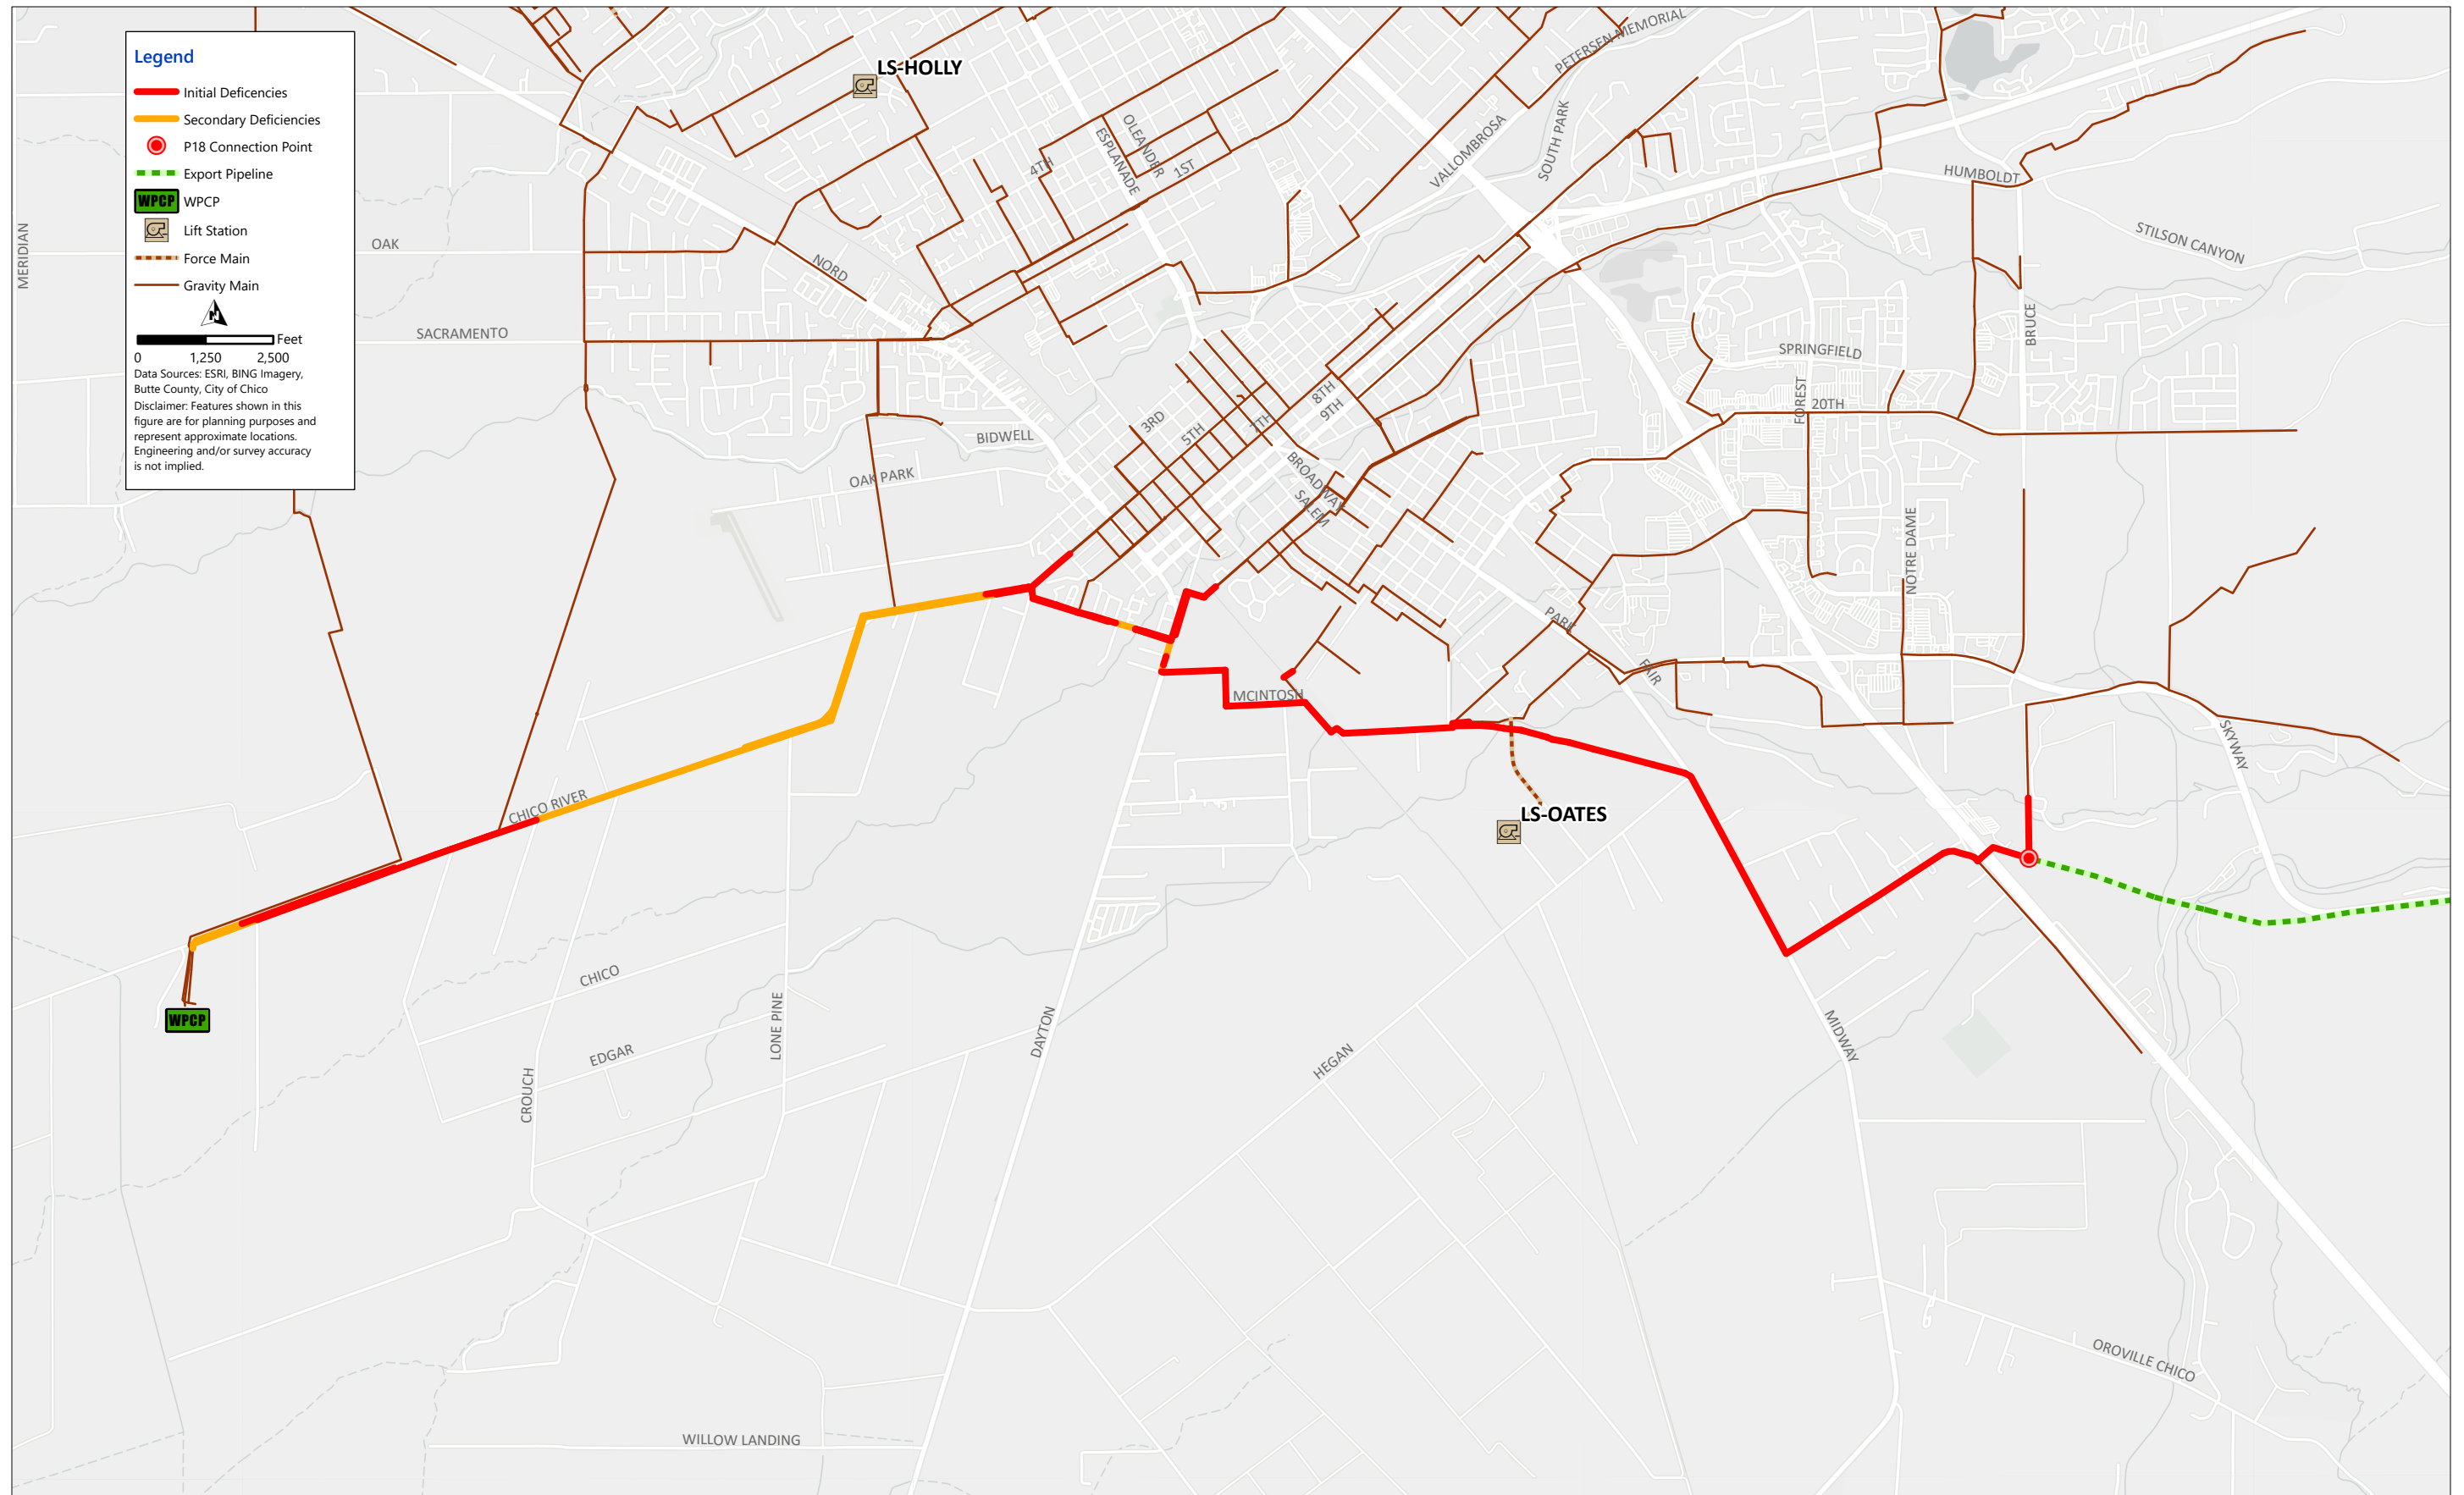 Legend
Initial Deficencies
Secondary Deficiencies
P18 Connection Point
Export Pipeline
WPCP WPCP
Lift Station
Force Main
Gravity Main
N
Feet
0 1,250 2,500
Data Sources: ESRI, BING Imagery,
Butte County, City of Chico
Disclaimer: Features shown in this
figure are for planning purposes and
represent approximate locations.
Engineering and/or survey accuracy
is not implied.
LS-HOLLY
PETERSEN MEMORIAL
SOUTH PARK
VALLOMBROSA
OLEANDER
ESPLANADE
4TH
1ST
HUMBOLDT
STILSON CANYON
MERIDIAN
OAK
NORD
SACRAMENTO
BRUCE
SPRINGFIELD
FOREST
20TH
8TH
9TH
7TH
3RD
5TH
BIDWELL
OAK PARK
BROADWAY
SALEM
NOTRE DAME
PARK
FAIR
MCINTOSH
SKYWAY
CHICO RIVER
LS-OATES
WPCP
CHICO
EDGAR
LONE PINE
CROUCH
DAYTON
HEGAN
MIDWAY
OROVILLE CHICO
WILLOW LANDING